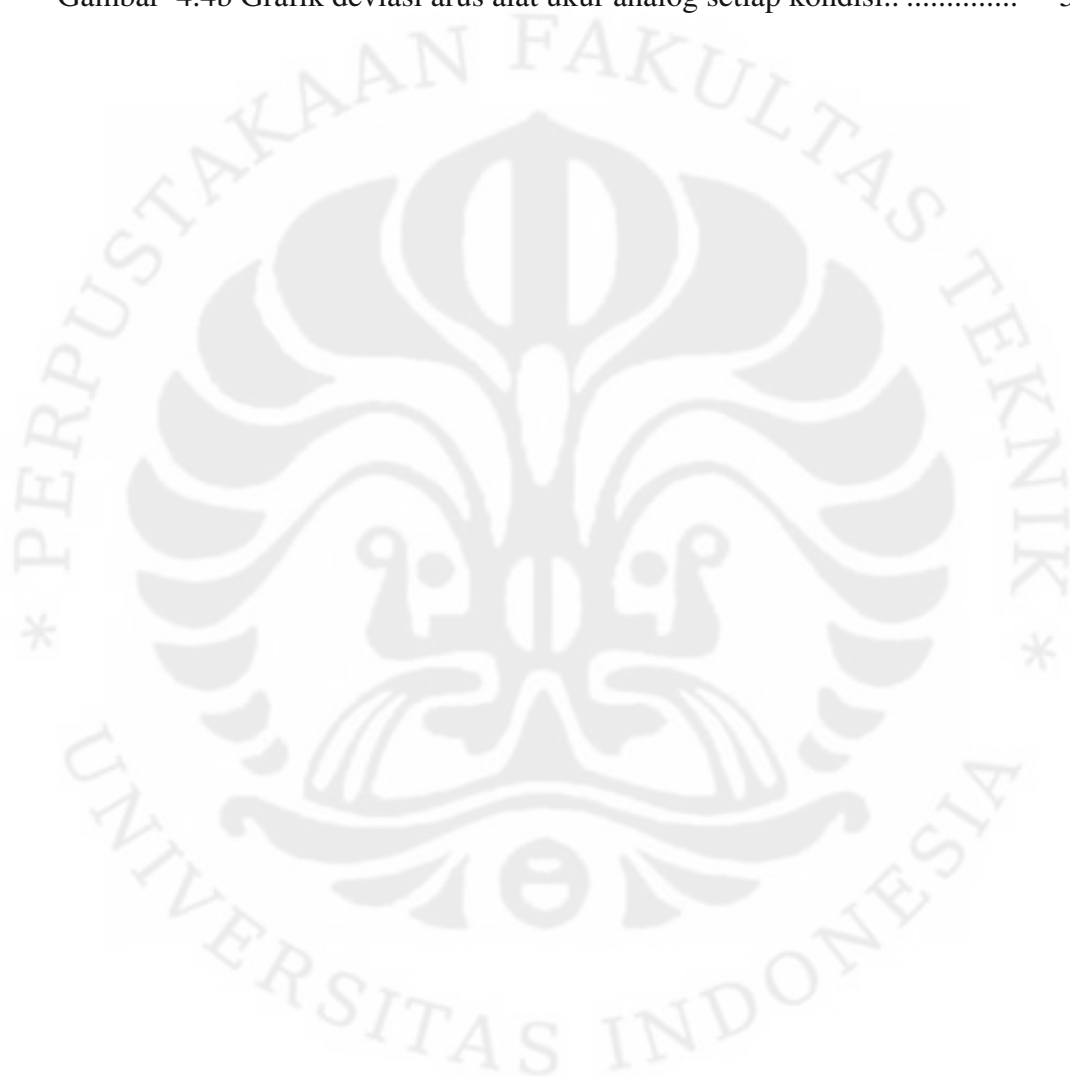 Gambar 4.4b Grafik deviasi arus alat ukur analog setiap kondisi.. ..............
PERPUSTAKAAN FAKULTAS TEKNIK
* UNIVERSITAS INDONESIA *